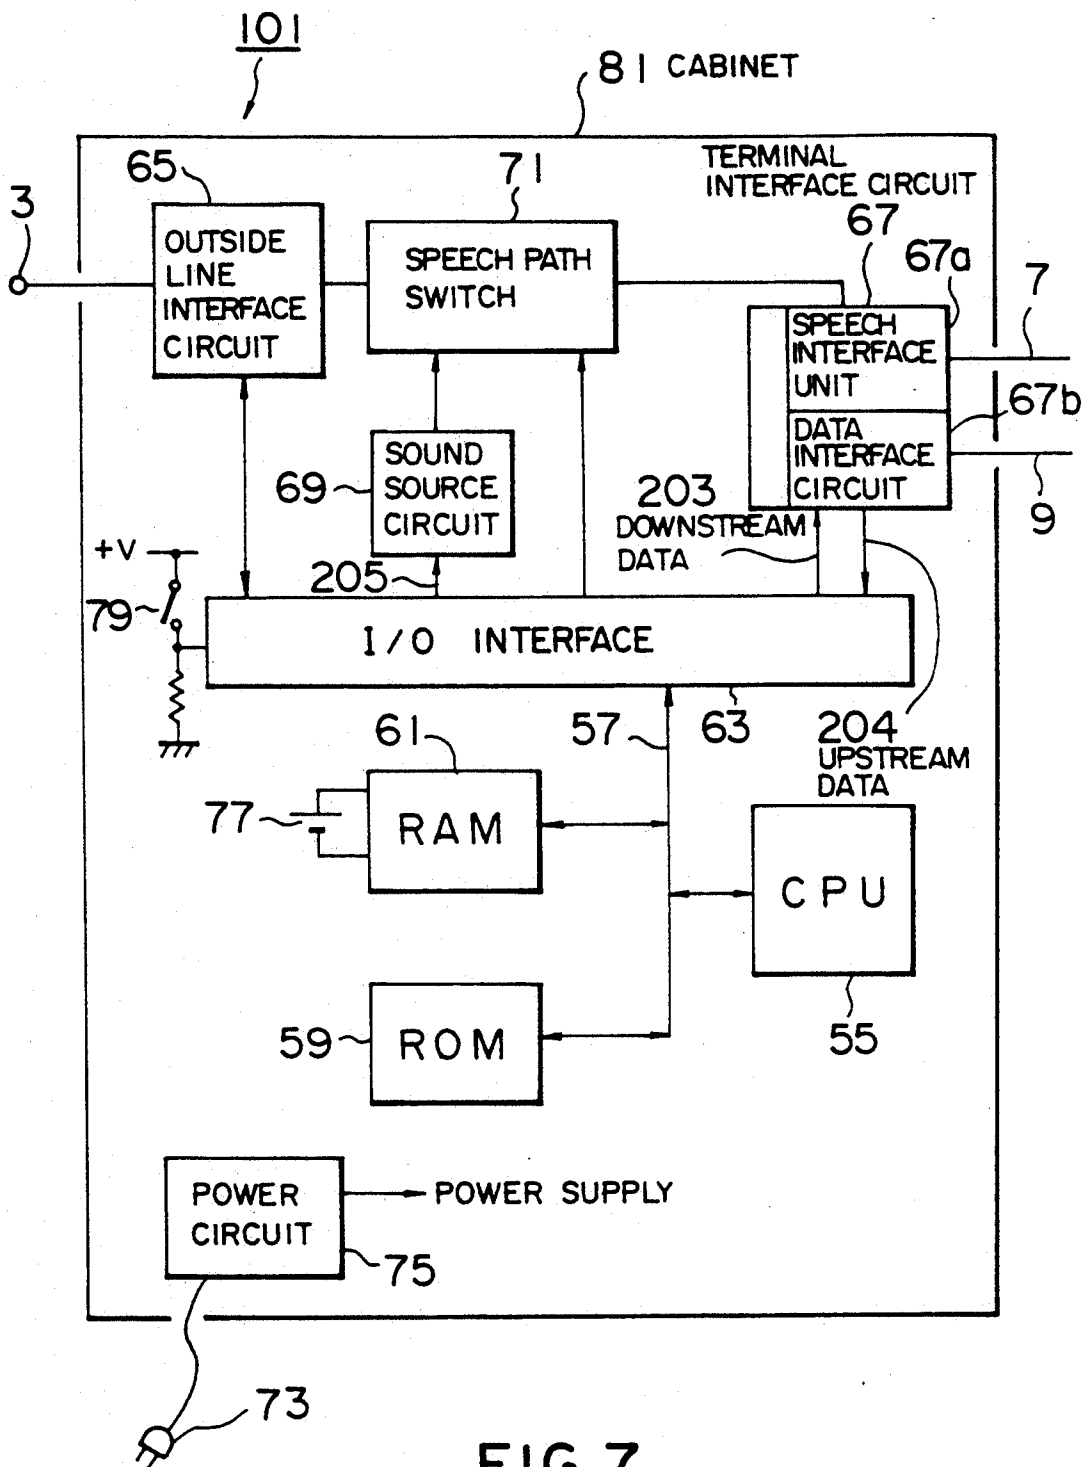 101
81 CABINET
65
71
TERMINAL
INTERFACE CIRCUIT
3
67
67a
OUTSIDE
LINE
INTERFACE
CIRCUIT
SPEECH PATH
SWITCH
7
SPEECH
INTERFACE
UNIT
67b
DATA
INTERFACE
CIRCUIT
69
SOUND
SOURCE
CIRCUIT
203
DOWNSTREAM
DATA
9
+V
205
79
I/O INTERFACE
61
57
63
204
UPSTREAM
DATA
77
RAM
CPU
59
ROM
55
POWER
CIRCUIT
POWER SUPPLY
75
73
FIG. 7